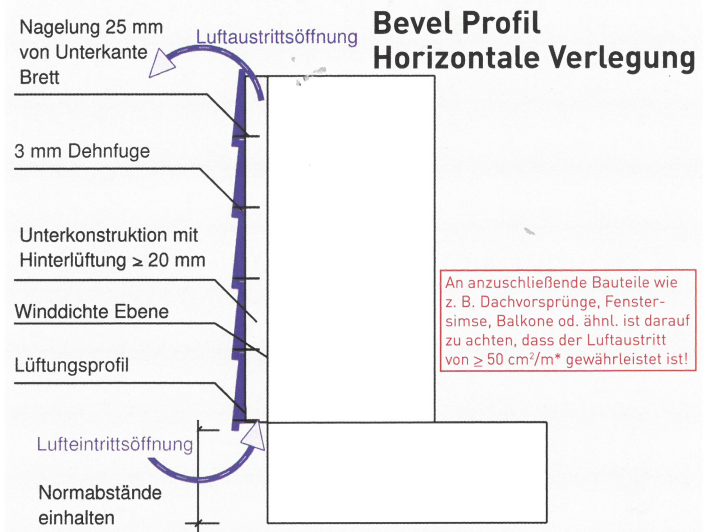 Bevel Profil
Horizontale Verlegung
Nagelung 25 mm
von Unterkante
Brett
Luftaustrittsöffnung
3 mm Dehnfuge
Unterkonstruktion mit
Hinterlüftung ≥ 20 mm
Winddichte Ebene
Lüftungsprofil
Lufteintrittsöffnung
Normabstände
einhalten
An anzuschließende Bauteile wie
z. B. Dachvorsprünge, Fenster-
simse, Balkone od. ähnl. ist darauf
zu achten, dass der Luftaustritt
von ≥ 50 cm²/m* gewährleistet ist!